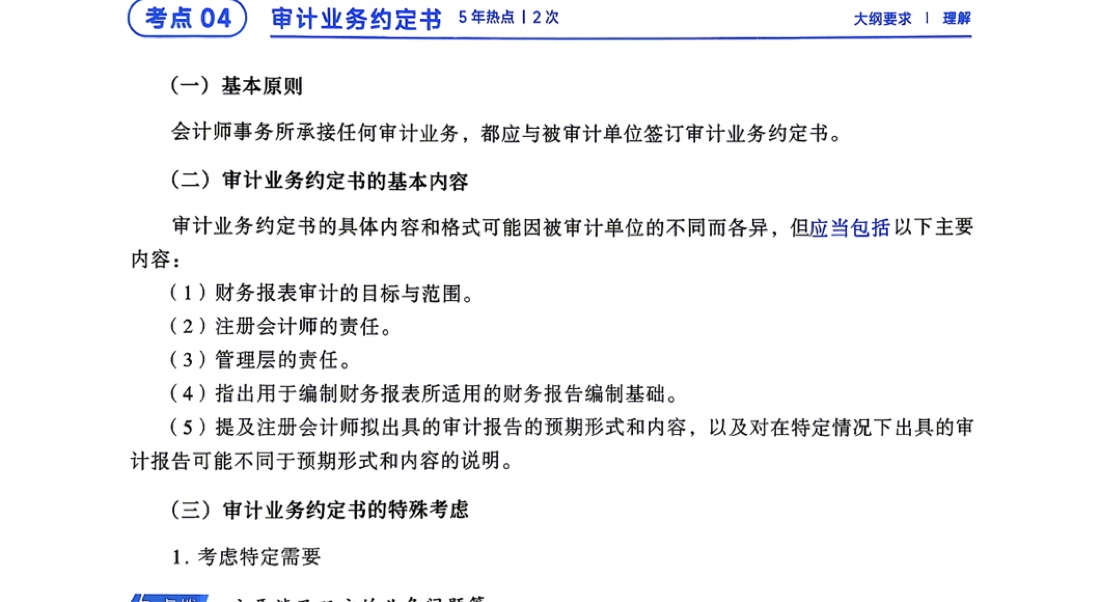 考点 04 审计业务约定书 5 年热点 | 2 次 大纲要求 | 理解
（一）基本原则
会计师事务所承接任何审计业务，都应与被审计单位签订审计业务约定书。
（二）审计业务约定书的基本内容
审计业务约定书的具体内容和格式可能因被审计单位的不同而各异，但应当包括以下主要
内容：
（1）财务报表审计的目标与范围。
（2）注册会计师的责任。
（3）管理层的责任。
（4）指出用于编制财务报表所适用的财务报告编制基础。
（5）提及注册会计师拟出具的审计报告的预期形式和内容，以及对在特定情况下出具的审
计报告可能不同于预期形式和内容的说明。
（三）审计业务约定书的特殊考虑
1. 考虑特定需要